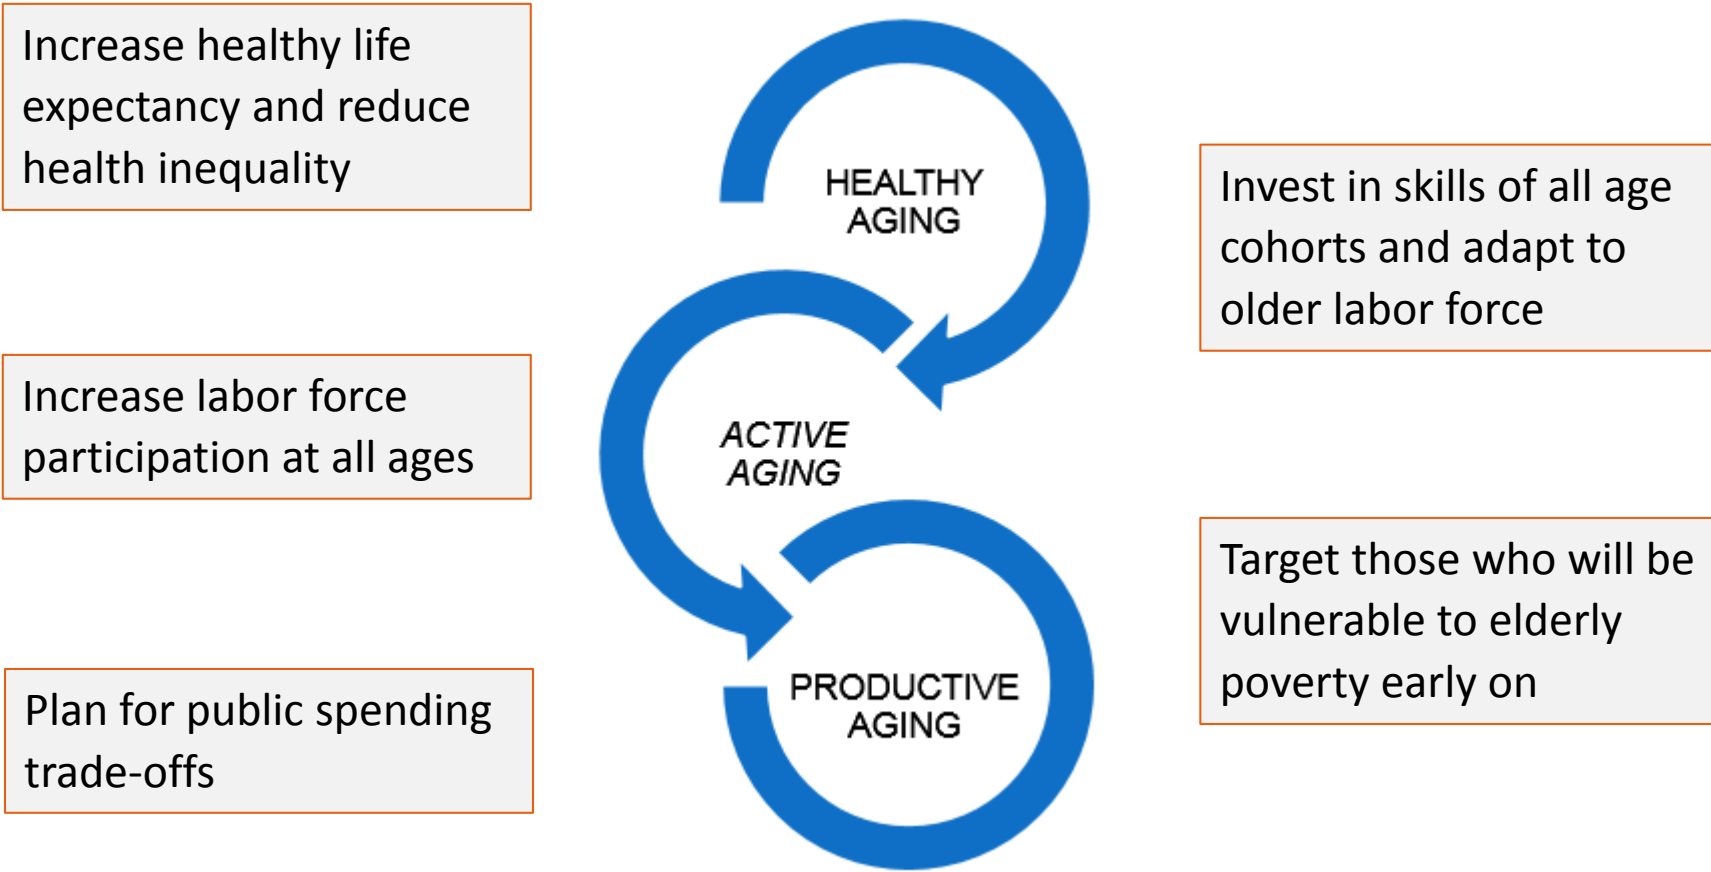 Increase healthy life
expectancy and reduce
health inequality
HEALTHY
AGING
Invest in skills of all age
cohorts and adapt to
older labor force
Increase labor force
participation at all ages
ACTIVE
AGING
Target those who will be
vulnerable to elderly
poverty early on
Plan for public spending
trade-offs
PRODUCTIVE
AGING